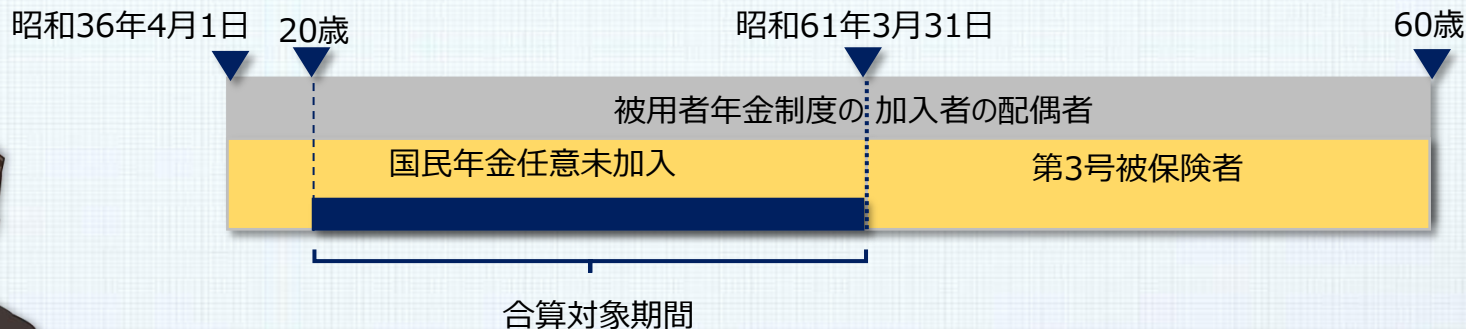 昭和36年4月1日
20歳
昭和61年3月31日
60歳
被用者年金制度の加入者の配偶者
国民年金任意未加入
第3号被保険者
合算対象期間